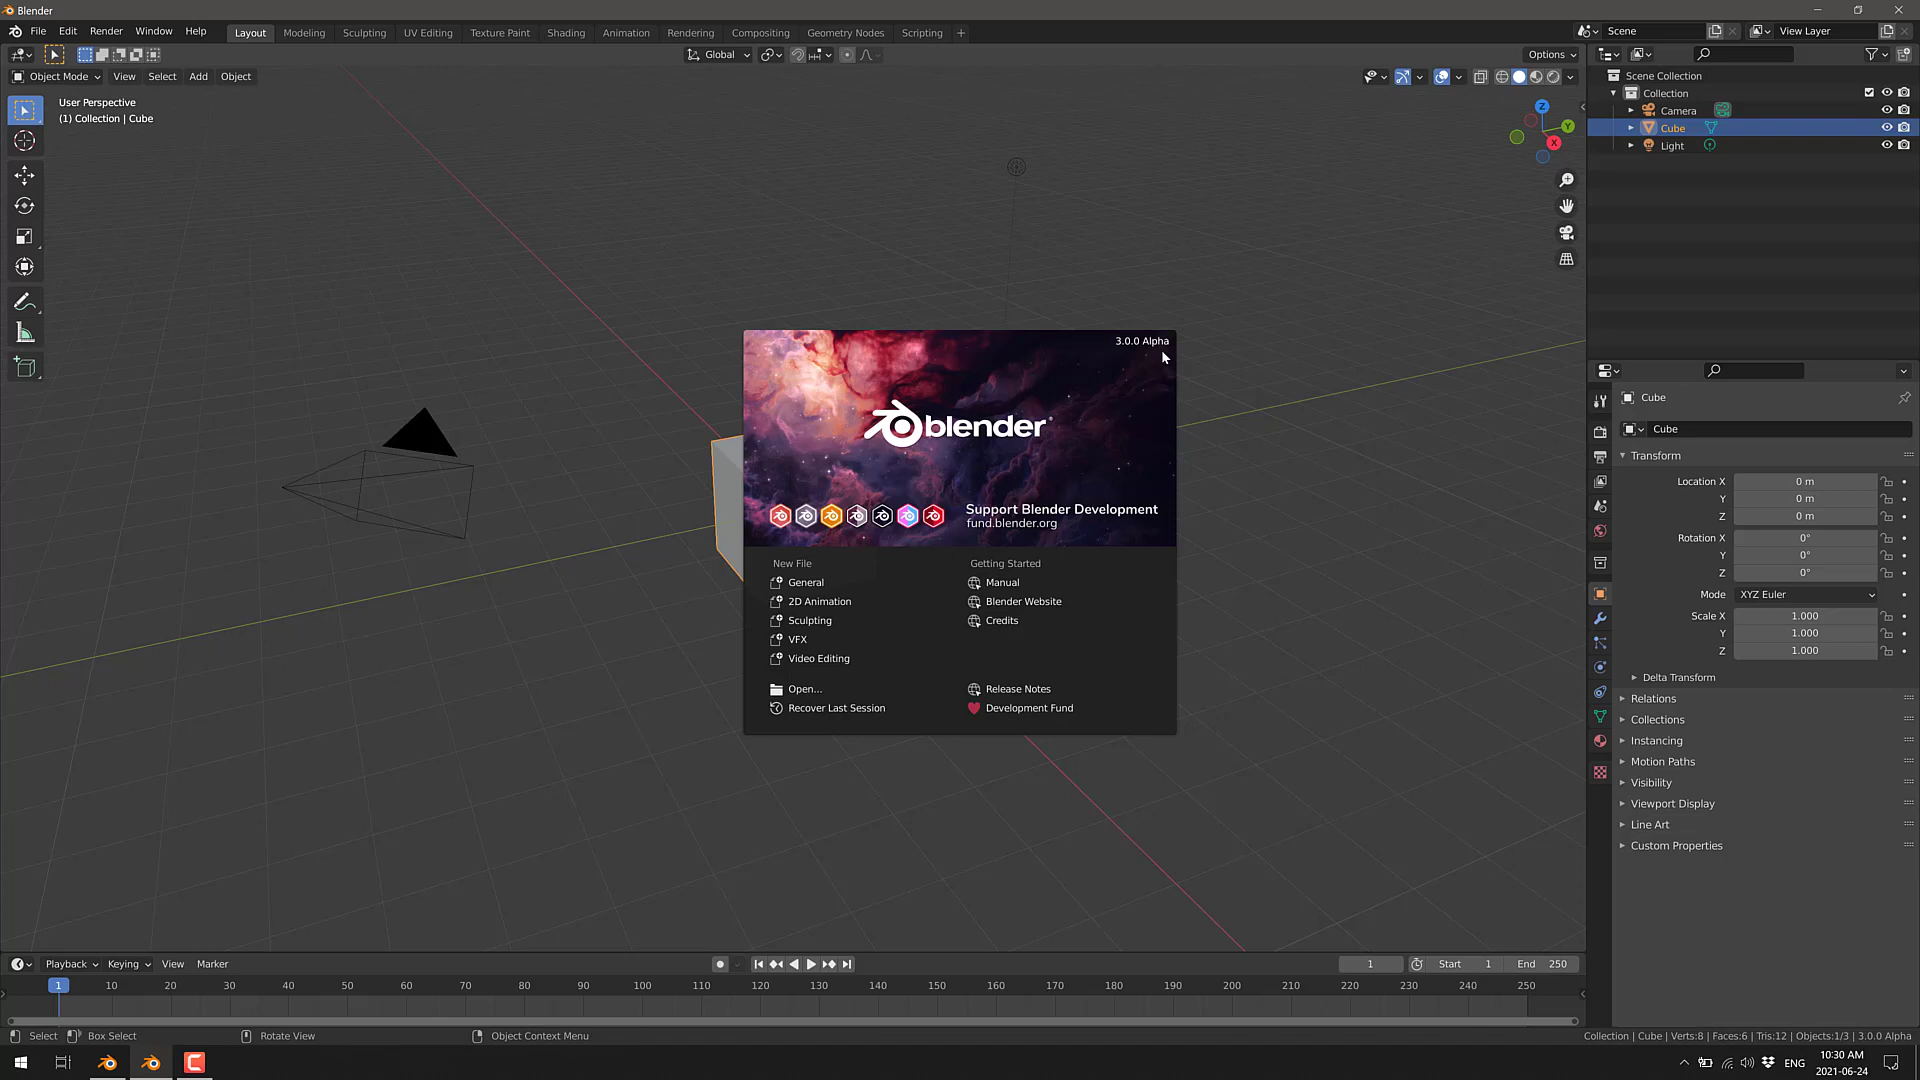 Blender
File Edit Render Window Help
Layout Modeling Sculpting UV Editing Texture Paint Shading Animation Rendering Compositing Geometry Nodes Scripting +
Scene
View Layer
Global
Options
Object Mode View Select Add Object
User Perspective
(1) Collection | Cube
Z
Y
X
Scene Collection
Collection
Camera
Cube
Light
3.0.0 Alpha
blender
Support Blender Development
fund.blender.org
New File
General
2D Animation
Sculpting
VFX
Video Editing
Open...
Recover Last Session
Getting Started
Manual
Blender Website
Credits
Release Notes
Development Fund
Cube
Cube
Transform
Location X 0 m
Y 0 m
Z 0 m
Rotation X 0°
Y 0°
Z 0°
Mode XYZ Euler
Scale X 1.000
Y 1.000
Z 1.000
Delta Transform
Relations
Collections
Instancing
Motion Paths
Visibility
Viewport Display
Line Art
Custom Properties
Playback Keying View Marker
1 Start 1 End 250
1 10 20 30 40 50 60 70 80 90 100 110 120 130 140 150 160 170 180 190 200 210 220 230 240 250
Select Box Select Rotate View Object Context Menu
Collection | Cube | Verts:8 | Faces:6 | Tris:12 | Objects:1/3 | 3.0.0 Alpha
ENG
10:30 AM
2021-06-24